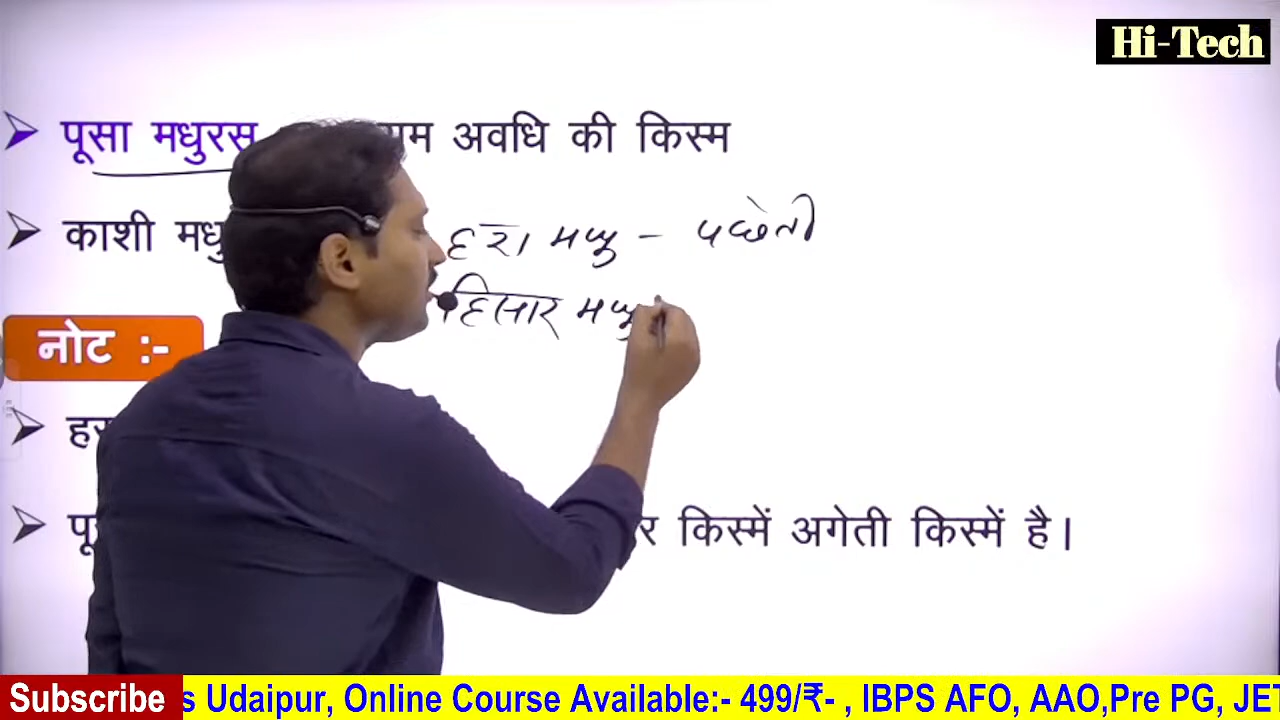 Hi-Tech
पूसा मधुरस अवधि की किस्म
काशी
हरा मधु - पछेती
हिसार मधु
नोट :-
किस्में अगेती किस्में है।
Subscribe
s Udaipur, Online Course Available:- 499/₹- , IBPS AFO, AAO,Pre PG, JET